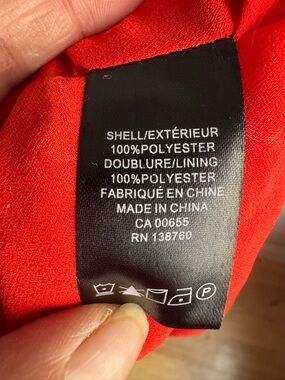 SHELL/EXTÉRIEUR
100%POLYESTER
DOUBLURE/LINING
100%POLYESTER
FABRIQUÉ EN CHINE
MADE IN CHINA
CA 00655
RN 138760
P